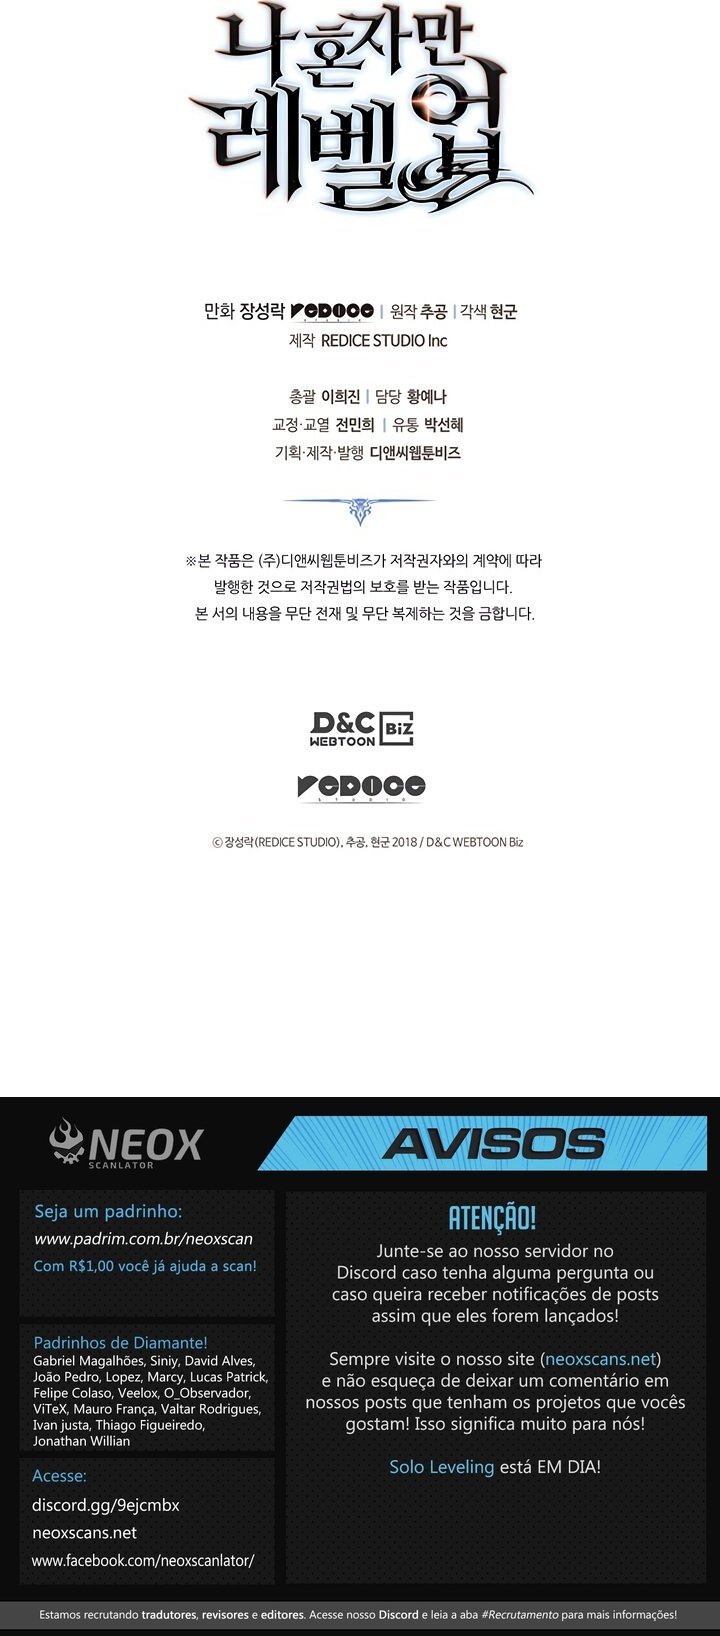 나 혼자만
레벨업
만화 장성락 REDICE STUDIO | 원작 추공 | 각색 현군
제작 REDICE STUDIO Inc
총괄 이희진 | 담당 황예나
교정·교열 전민희 | 유통 박선혜
기획·제작·발행 디앤씨웹툰비즈
※본 작품은 (주)디앤씨웹툰비즈가 저작권자와의 계약에 따라
발행한 것으로 저작권법의 보호를 받는 작품입니다.
본 서의 내용을 무단 전재 및 무단 복제하는 것을 금합니다.
D&C BiZ
WEBTOON
REDICE
STUDIO
ⓒ 장성락(REDICE STUDIO), 추공, 현군 2018 / D&C WEBTOON Biz
NEOX
SCANLATOR
AVISOS
Seja um padrinho:
www.padrim.com.br/neoxscan
Com R$1,00 você já ajuda a scan!
Padrinhos de Diamante!
Gabriel Magalhões, Siniy, David Alves,
João Pedro, Lopez, Marcy, Lucas Patrick,
Felipe Colaso, Veelox, O_Observador,
ViTeX, Mauro França, Valtar Rodrigues,
Ivan justa, Thiago Figueiredo,
Jonathan Willian
Acesse:
discord.gg/9ejcmbx
neoxscans.net
www.facebook.com/neoxscanlator/
ATENÇÃO!
Junte-se ao nosso servidor no
Discord caso tenha alguma pergunta ou
caso queira receber notificações de posts
assim que eles forem lançados!
Sempre visite o nosso site (neoxscans.net)
e não esqueça de deixar um comentário em
nossos posts que tenham os projetos que vocês
gostam! Isso significa muito para nós!
Solo Leveling está EM DIA!
Estamos recrutando tradutores, revisores e editores. Acesse nosso Discord e leia a aba #Recrutamento para mais informações!